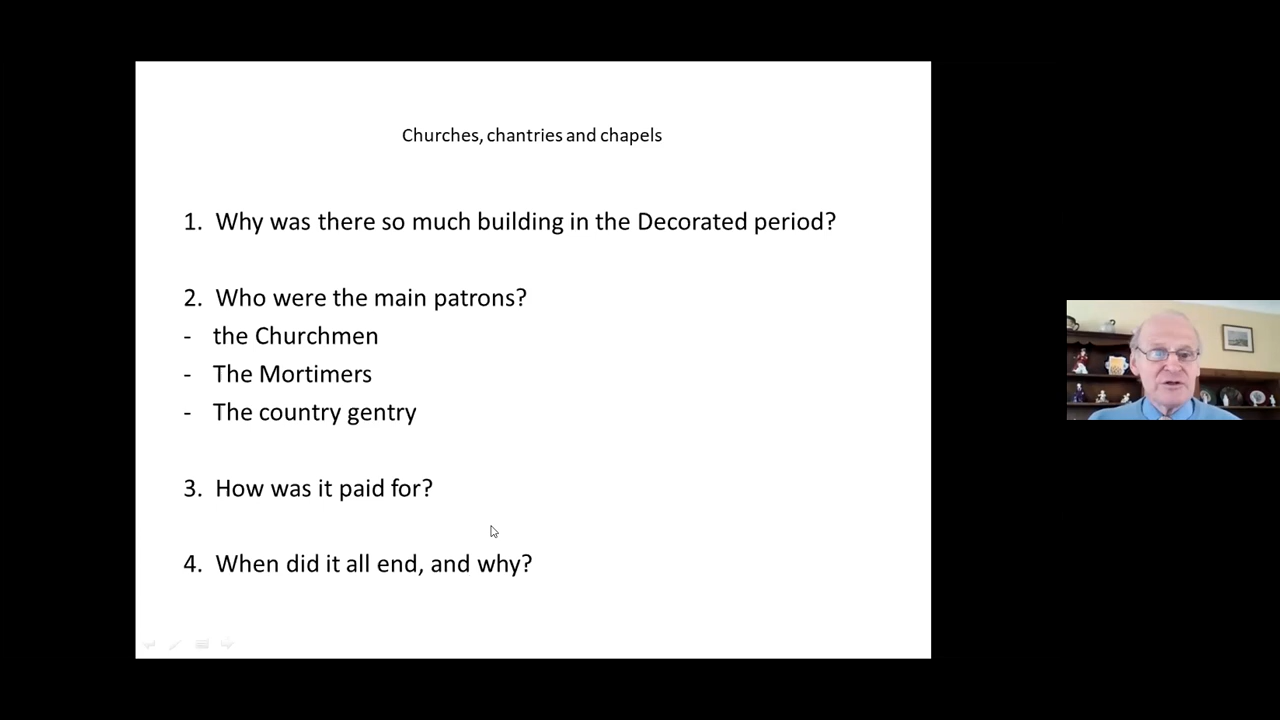 Churches, chantries and chapels
1. Why was there so much building in the Decorated period?
2. Who were the main patrons?
- the Churchmen
- The Mortimers
- The country gentry
3. How was it paid for?
4. When did it all end, and why?